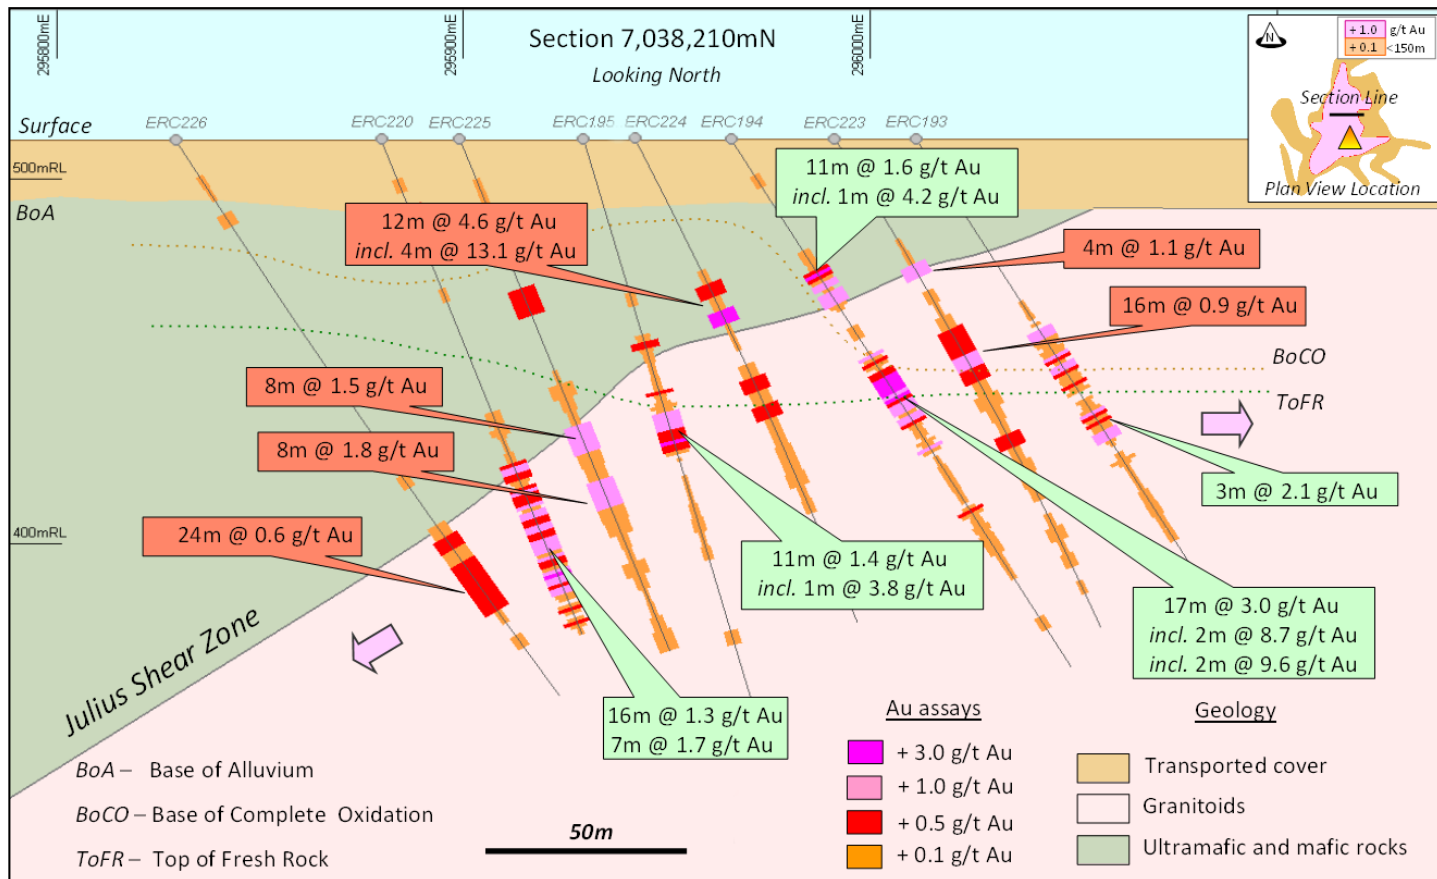 295800mE
295900mE
296000mE
Section 7,038,210mN
Looking North
N
+ 1.0 g/t Au
+ 0.1 <150m
Section Line
Plan View Location
Surface
ERC226
ERC220
ERC225
ERC195
ERC224
ERC194
ERC223
ERC193
500mRL
BoA
11m @ 1.6 g/t Au
incl. 1m @ 4.2 g/t Au
12m @ 4.6 g/t Au
incl. 4m @ 13.1 g/t Au
4m @ 1.1 g/t Au
16m @ 0.9 g/t Au
BoCO
ToFR
8m @ 1.5 g/t Au
8m @ 1.8 g/t Au
3m @ 2.1 g/t Au
24m @ 0.6 g/t Au
400mRL
11m @ 1.4 g/t Au
incl. 1m @ 3.8 g/t Au
17m @ 3.0 g/t Au
incl. 2m @ 8.7 g/t Au
incl. 2m @ 9.6 g/t Au
Julius Shear Zone
16m @ 1.3 g/t Au
7m @ 1.7 g/t Au
BoA – Base of Alluvium
BoCO – Base of Complete Oxidation
ToFR – Top of Fresh Rock
50m
Au assays
+ 3.0 g/t Au
+ 1.0 g/t Au
+ 0.5 g/t Au
+ 0.1 g/t Au
Geology
Transported cover
Granitoids
Ultramafic and mafic rocks